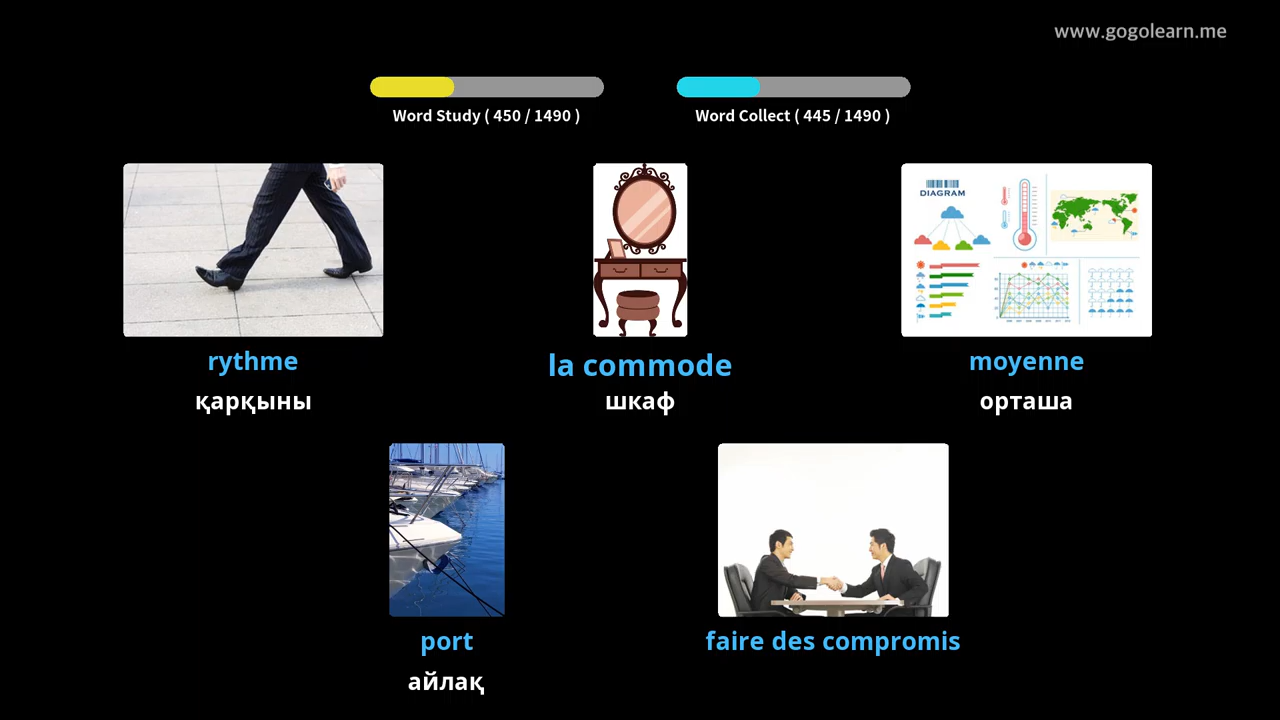 www.gogolearn.me
Word Study ( 450 / 1490 )
Word Collect ( 445 / 1490 )
DIAGRAM
rythme
қарқыны
la commode
шкаф
moyenne
орташа
port
айлақ
faire des compromis